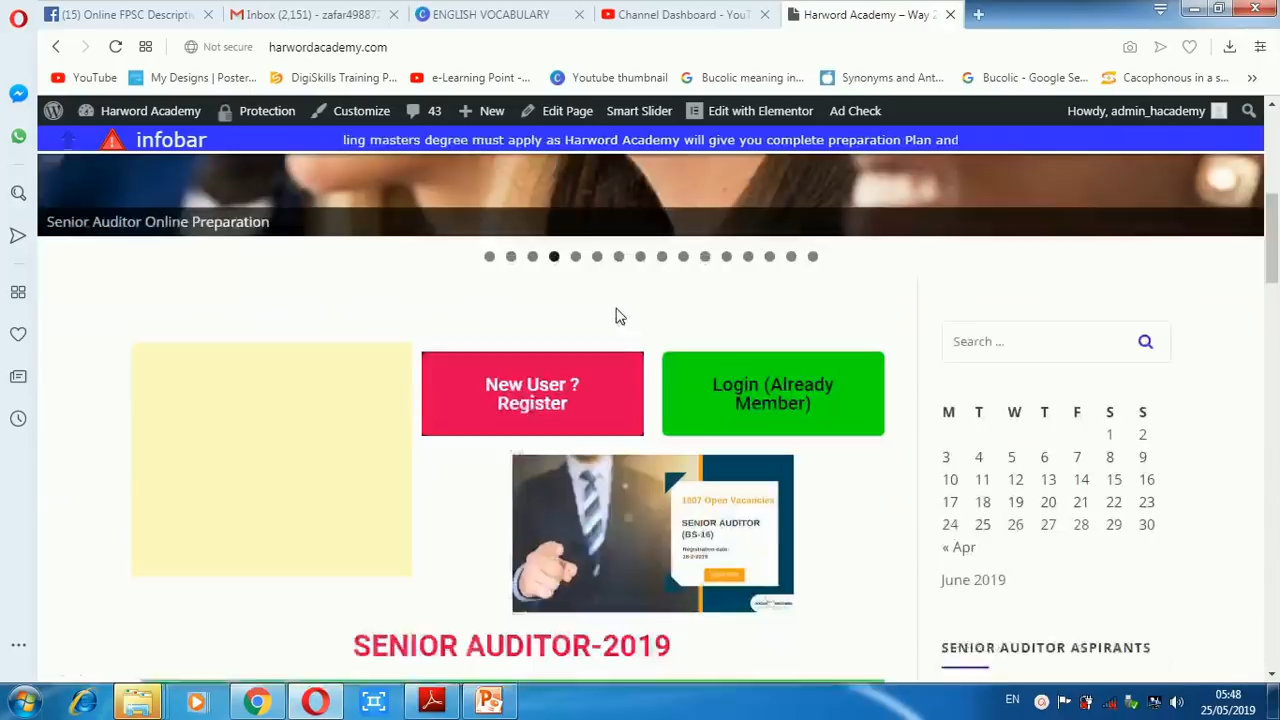 (15) Online FPSC Descripti
Inbox (2,151) - zafar49887
ENGLISH VOCABULARY
Channel Dashboard - YouT
Harword Academy – Way 2
Not secure harwordacademy.com
YouTube
My Designs | Poster...
DigiSkills Training P...
e-Learning Point -...
Youtube thumbnail
Bucolic meaning in...
Synonyms and Ant...
Bucolic - Google Se...
Cacophonous in a s...
Harword Academy
Protection
Customize
43
New
Edit Page
Smart Slider
Edit with Elementor
Ad Check
Howdy, admin_hacademy
infobar
ling masters degree must apply as Harword Academy will give you complete preparation Plan and
Senior Auditor Online Preparation
New User ?
Register
Login (Already
Member)
1807 Open Vacancies
SENIOR AUDITOR
(BS-16)
SENIOR AUDITOR-2019
Search ...
M T W T F S S
1 2
3 4 5 6 7 8 9
10 11 12 13 14 15 16
17 18 19 20 21 22 23
24 25 26 27 28 29 30
« Apr
June 2019
SENIOR AUDITOR ASPIRANTS
EN
05:48
25/05/2019